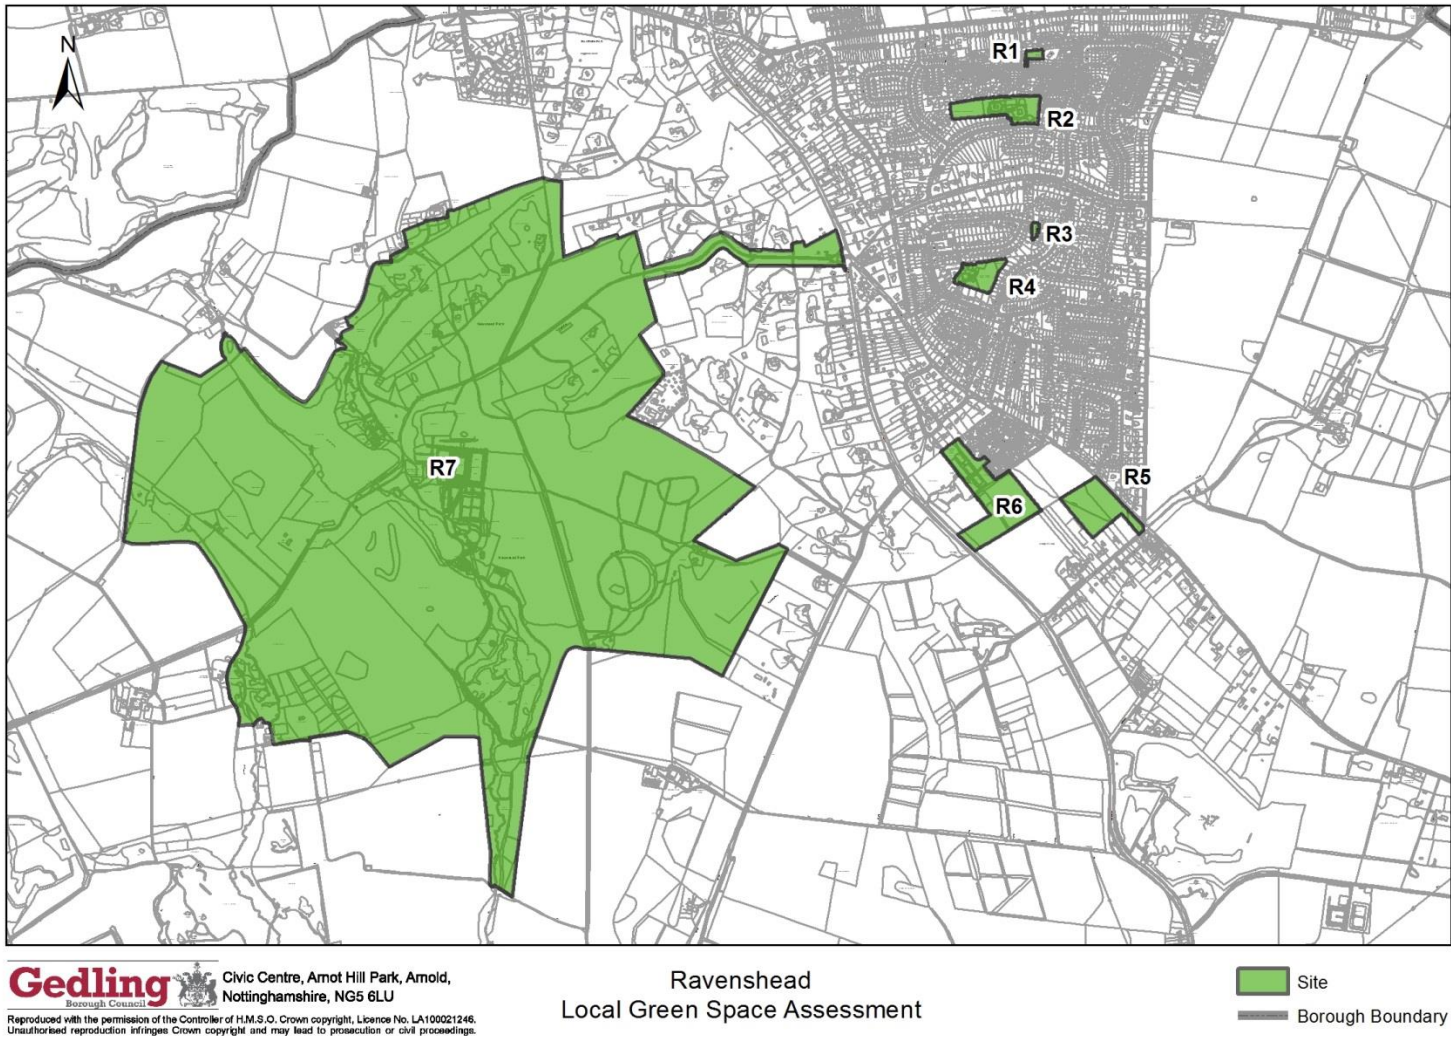 N
R1
R2
R3
R4
R5
R6
R7
Gedling
Borough Council
Civic Centre, Arnot Hill Park, Arnold,
Nottinghamshire, NG5 6LU
Reproduced with the permission of the Controller of H.M.S.O. Crown copyright, Licence No. LA100021246.
Unauthorised reproduction infringes Crown copyright and may lead to prosecution or civil proceedings.
Ravenshead
Local Green Space Assessment
Site
Borough Boundary